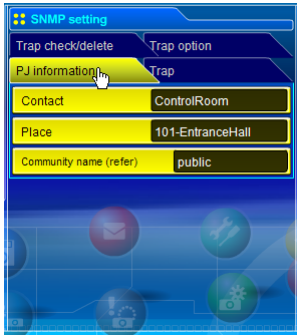 SNMP setting
Trap check/delete Trap option
PJ information Trap
Contact ControlRoom
Place 101-EntranceHall
Community name (refer) public